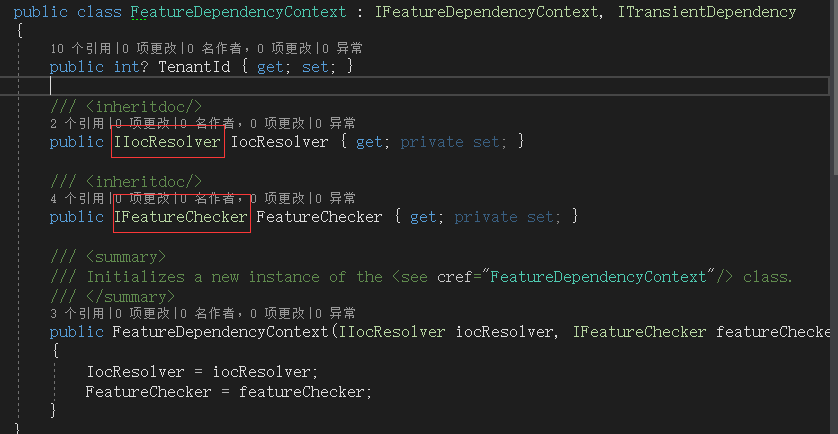 public class FeatureDependencyContext : IFeatureDependencyContext, ITransientDependency
{
10 个引用|0 项更改|0 名作者，0 项更改|0 异常
public int? TenantId { get; set; }
/// <inheritdoc/>
2 个引用|0 项更改|0 名作者，0 项更改|0 异常
public IIocResolver IocResolver { get; private set; }
/// <inheritdoc/>
4 个引用|0 项更改|0 名作者，0 项更改|0 异常
public IFeatureChecker FeatureChecker { get; private set; }
/// <summary>
/// Initializes a new instance of the <see cref="FeatureDependencyContext"/> class.
/// </summary>
3 个引用|0 项更改|0 名作者，0 项更改|0 异常
public FeatureDependencyContext(IIocResolver iocResolver, IFeatureChecker featureChecke
{
IocResolver = iocResolver;
FeatureChecker = featureChecker;
}
}